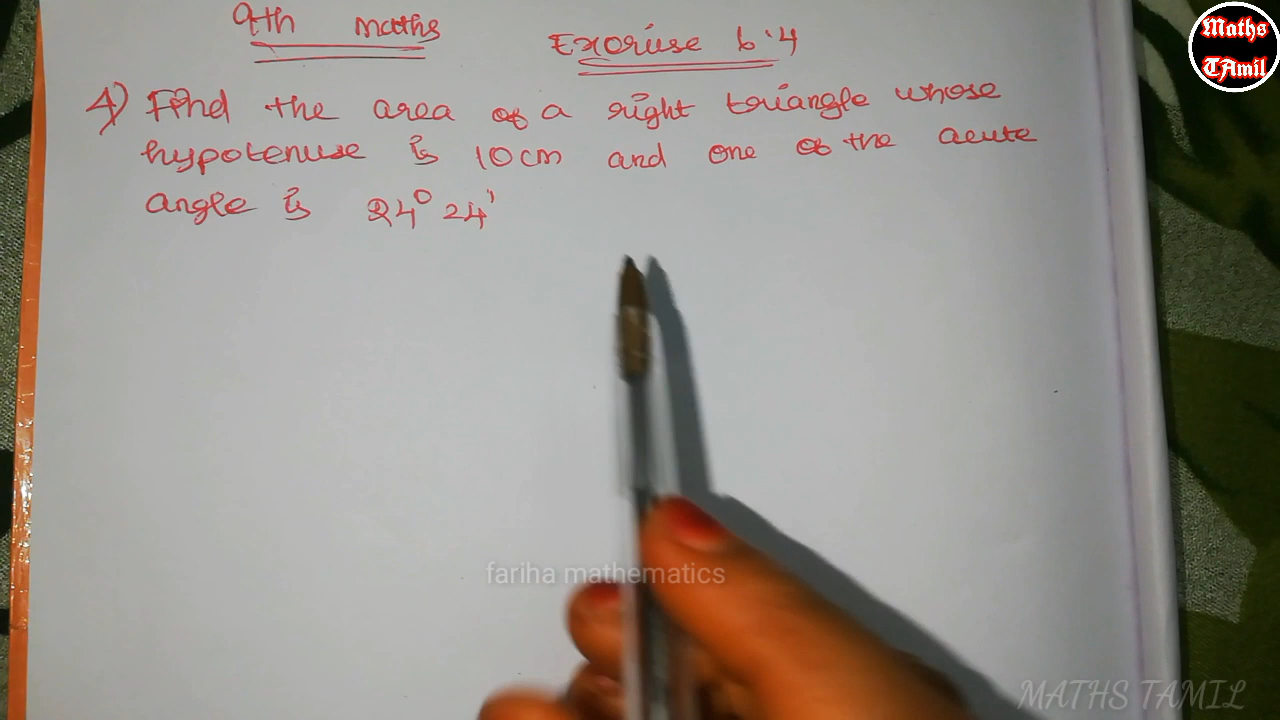 9th maths Exercise 6.4
Maths
TAmil
4) Find the area of a right triangle whose
hypotenuse is 10cm and one of the acute
angle is 24° 24'
fariha mathematics
MATHS TAMIL